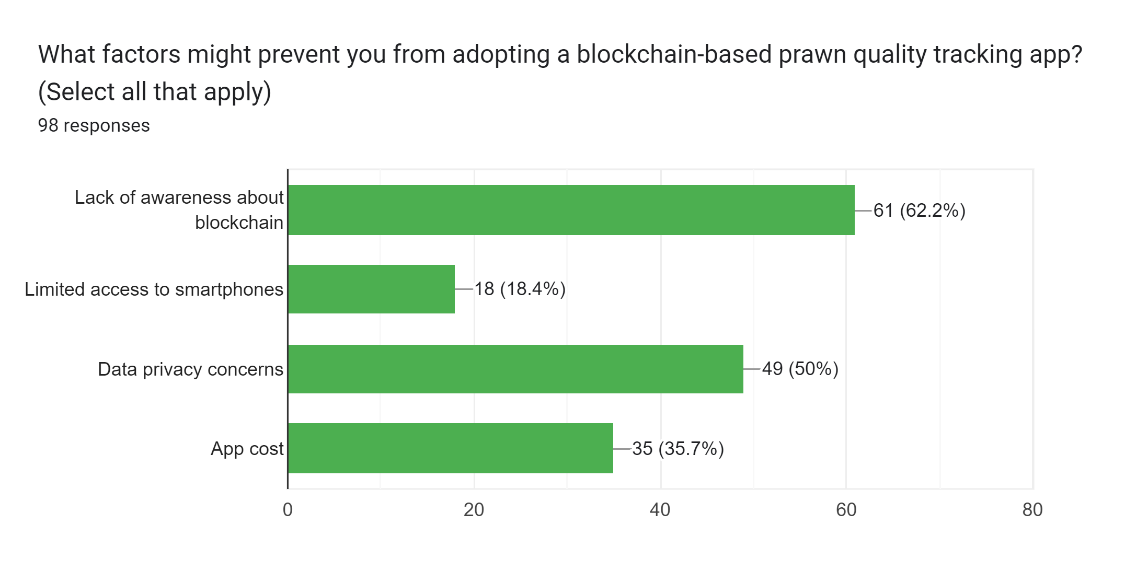 What factors might prevent you from adopting a blockchain-based prawn quality tracking app?
(Select all that apply)
98 responses
Lack of awareness about
blockchain
61 (62.2%)
Limited access to smartphones
18 (18.4%)
Data privacy concerns
49 (50%)
App cost
35 (35.7%)
0 20 40 60 80